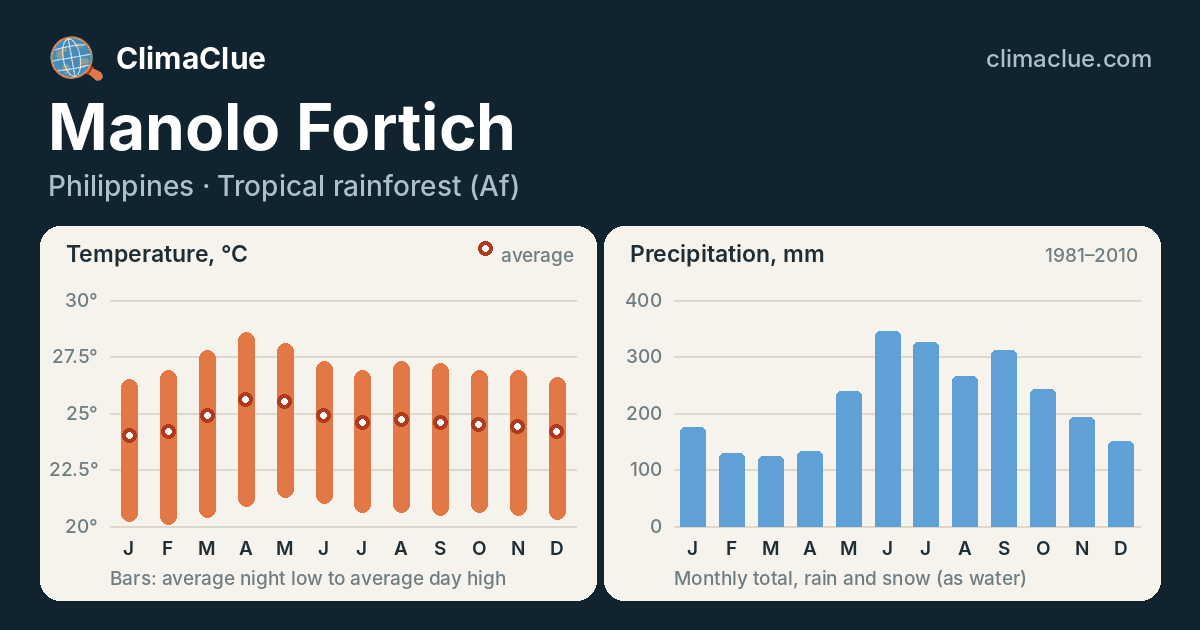 ClimaClue
climaclue.com
Manolo Fortich
Philippines · Tropical rainforest (Af)
Temperature, °C
average
30°
27.5°
25°
22.5°
20°
J F M A M J J A S O N D
Bars: average night low to average day high
Precipitation, mm
1981–2010
400
300
200
100
0
J F M A M J J A S O N D
Monthly total, rain and snow (as water)